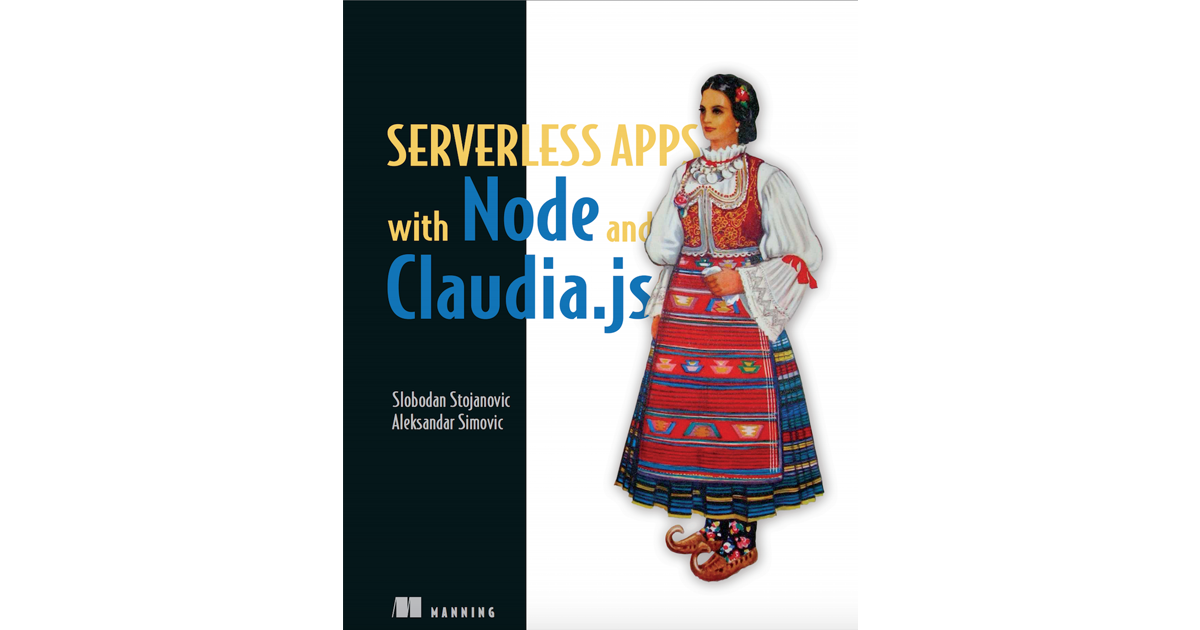 SERVERLESS APPS
with Node and
Claudia.js
Slobodan Stojanovic
Aleksandar Simovic
MANNING